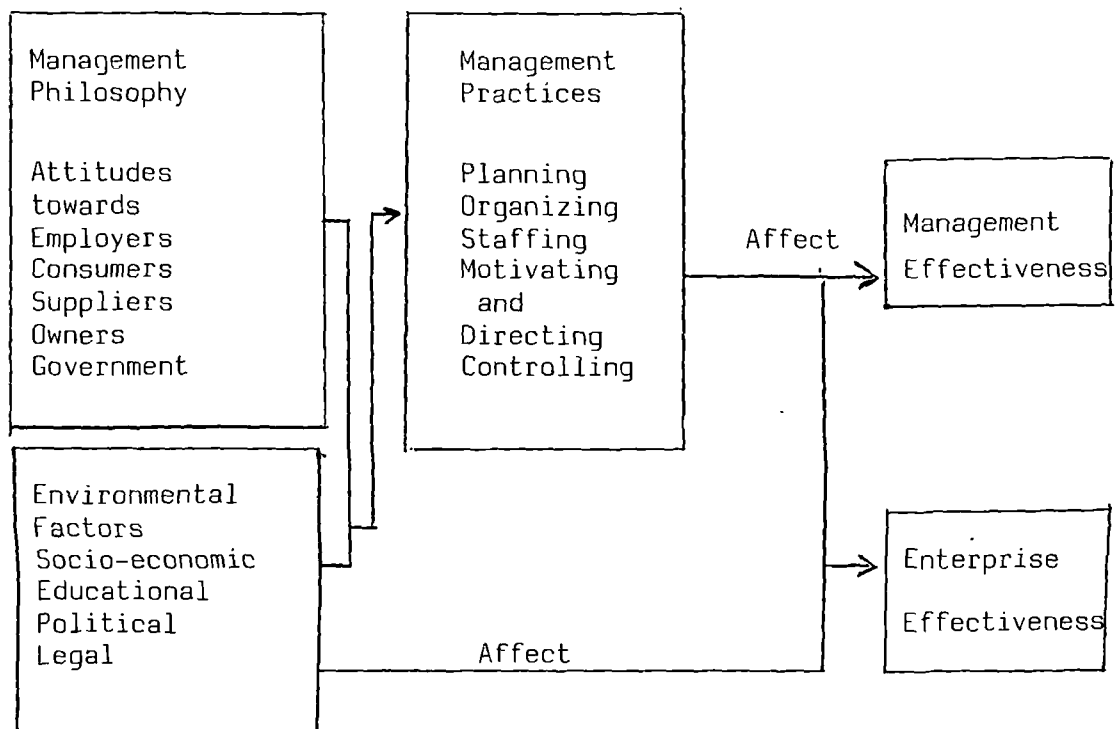 Management
Philosophy
Attitudes
towards
Employers
Consumers
Suppliers
Owners
Government
Management
Practices
Planning
Organizing
Staffing
Motivating
and
Directing
Controlling
Affect
Management
Effectiveness
Environmental
Factors
Socio-economic
Educational
Political
Legal
Affect
Enterprise
Effectiveness